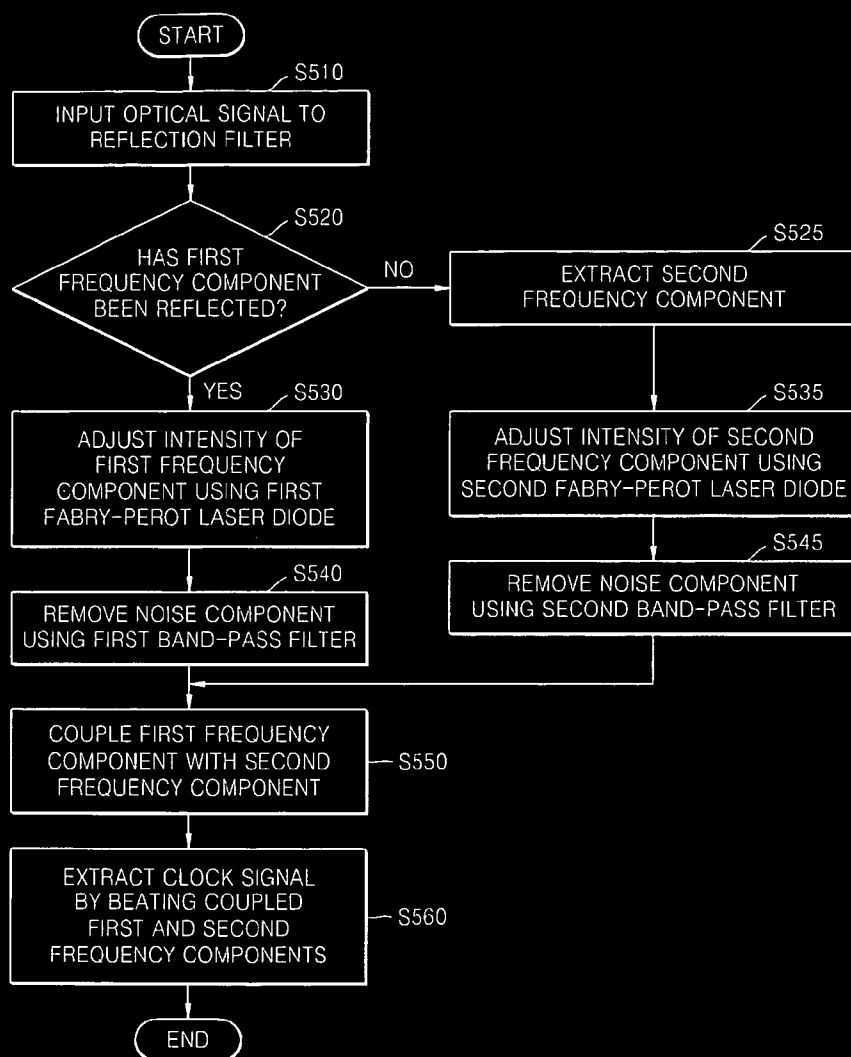 START
S510
INPUT OPTICAL SIGNAL TO
REFLECTION FILTER
S520
HAS FIRST
FREQUENCY COMPONENT
BEEN REFLECTED?
NO
S525
EXTRACT SECOND
FREQUENCY COMPONENT
YES
S530
ADJUST INTENSITY OF
FIRST FREQUENCY
COMPONENT USING FIRST
FABRY-PEROT LASER DIODE
S535
ADJUST INTENSITY OF SECOND
FREQUENCY COMPONENT USING
SECOND FABRY-PEROT LASER DIODE
S540
REMOVE NOISE COMPONENT
USING FIRST BAND-PASS FILTER
S545
REMOVE NOISE COMPONENT
USING SECOND BAND-PASS FILTER
COUPLE FIRST FREQUENCY
COMPONENT WITH SECOND
FREQUENCY COMPONENT
S550
EXTRACT CLOCK SIGNAL
BY BEATING COUPLED
FIRST AND SECOND
FREQUENCY COMPONENTS
S560
END